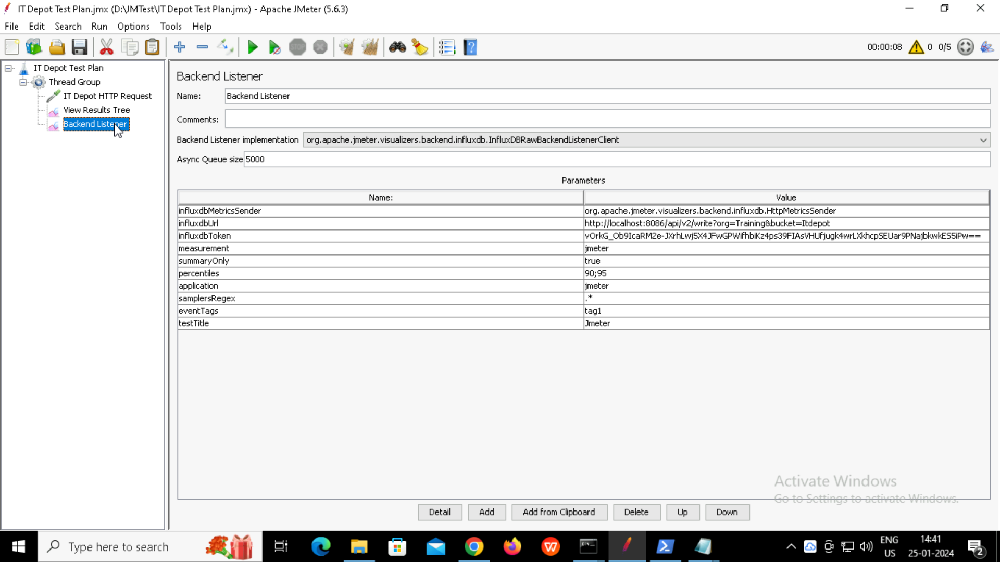 IT Depot Test Plan.jmx (D:\JMTest\IT Depot Test Plan.jmx) - Apache JMeter (5.6.3)
File Edit Search Run Options Tools Help
STOP
00:00:08 0 0/5
IT Depot Test Plan
Thread Group
IT Depot HTTP Request
View Results Tree
Backend Listener
Backend Listener
Name: Backend Listener
Comments:
Backend Listener implementation org.apache.jmeter.visualizers.backend.influxdb.InfluxDBRawBackendListenerClient
Async Queue size 5000
Parameters
Name: Value
influxdbMetricsSender org.apache.jmeter.visualizers.backend.influxdb.HttpMetricsSender
influxdbUrl http://localhost:8086/api/v2/write?org=Training&bucket=Itdepot
influxdbToken vOrkG_Ob9IcaRM2e-JXrhLwj5X4JFwGPWifhbiKz4ps39FIAsVHUfjugk4wrLXkhcpSEUar9PNajbkwkES5iPw==
measurement jmeter
summaryOnly true
percentiles 90;95
application jmeter
samplersRegex .*
eventTags tag1
testTitle Jmeter
Activate Windows
Go to Settings to activate Windows.
Detail Add Add from Clipboard Delete Up Down
Type here to search
ENG
US
14:41
25-01-2024
2